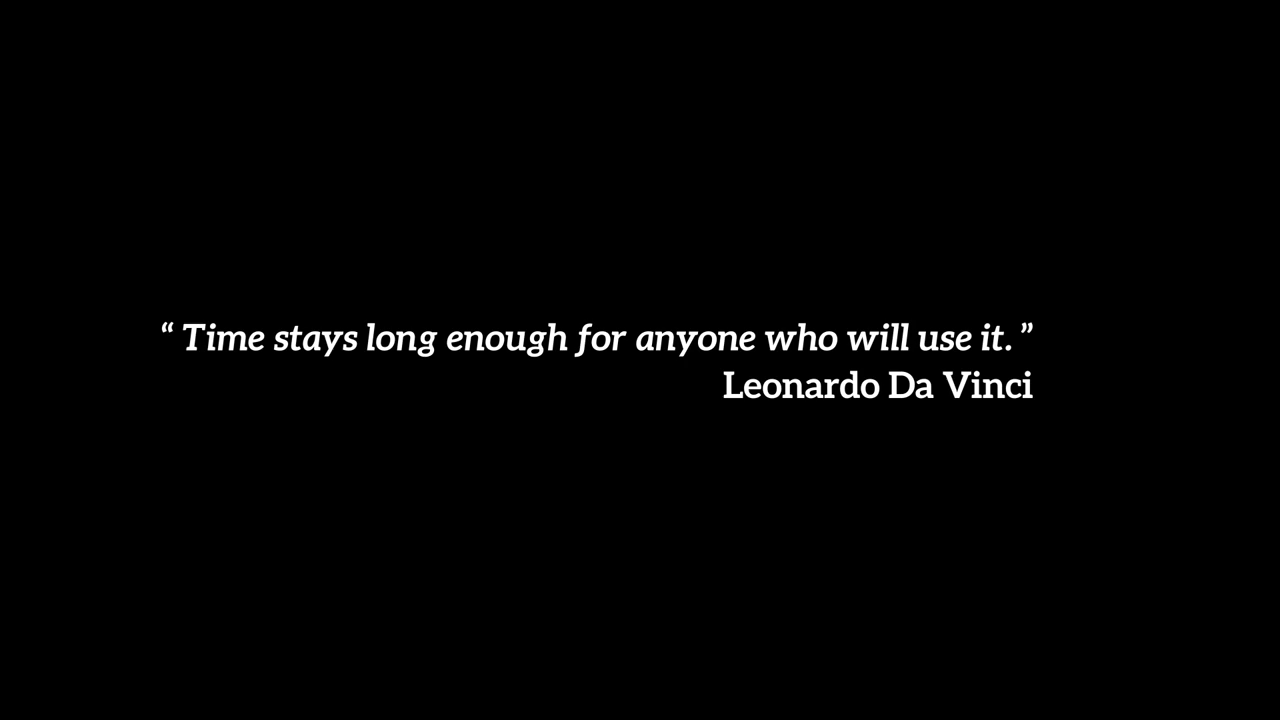 “ Time stays long enough for anyone who will use it. ”
Leonardo Da Vinci